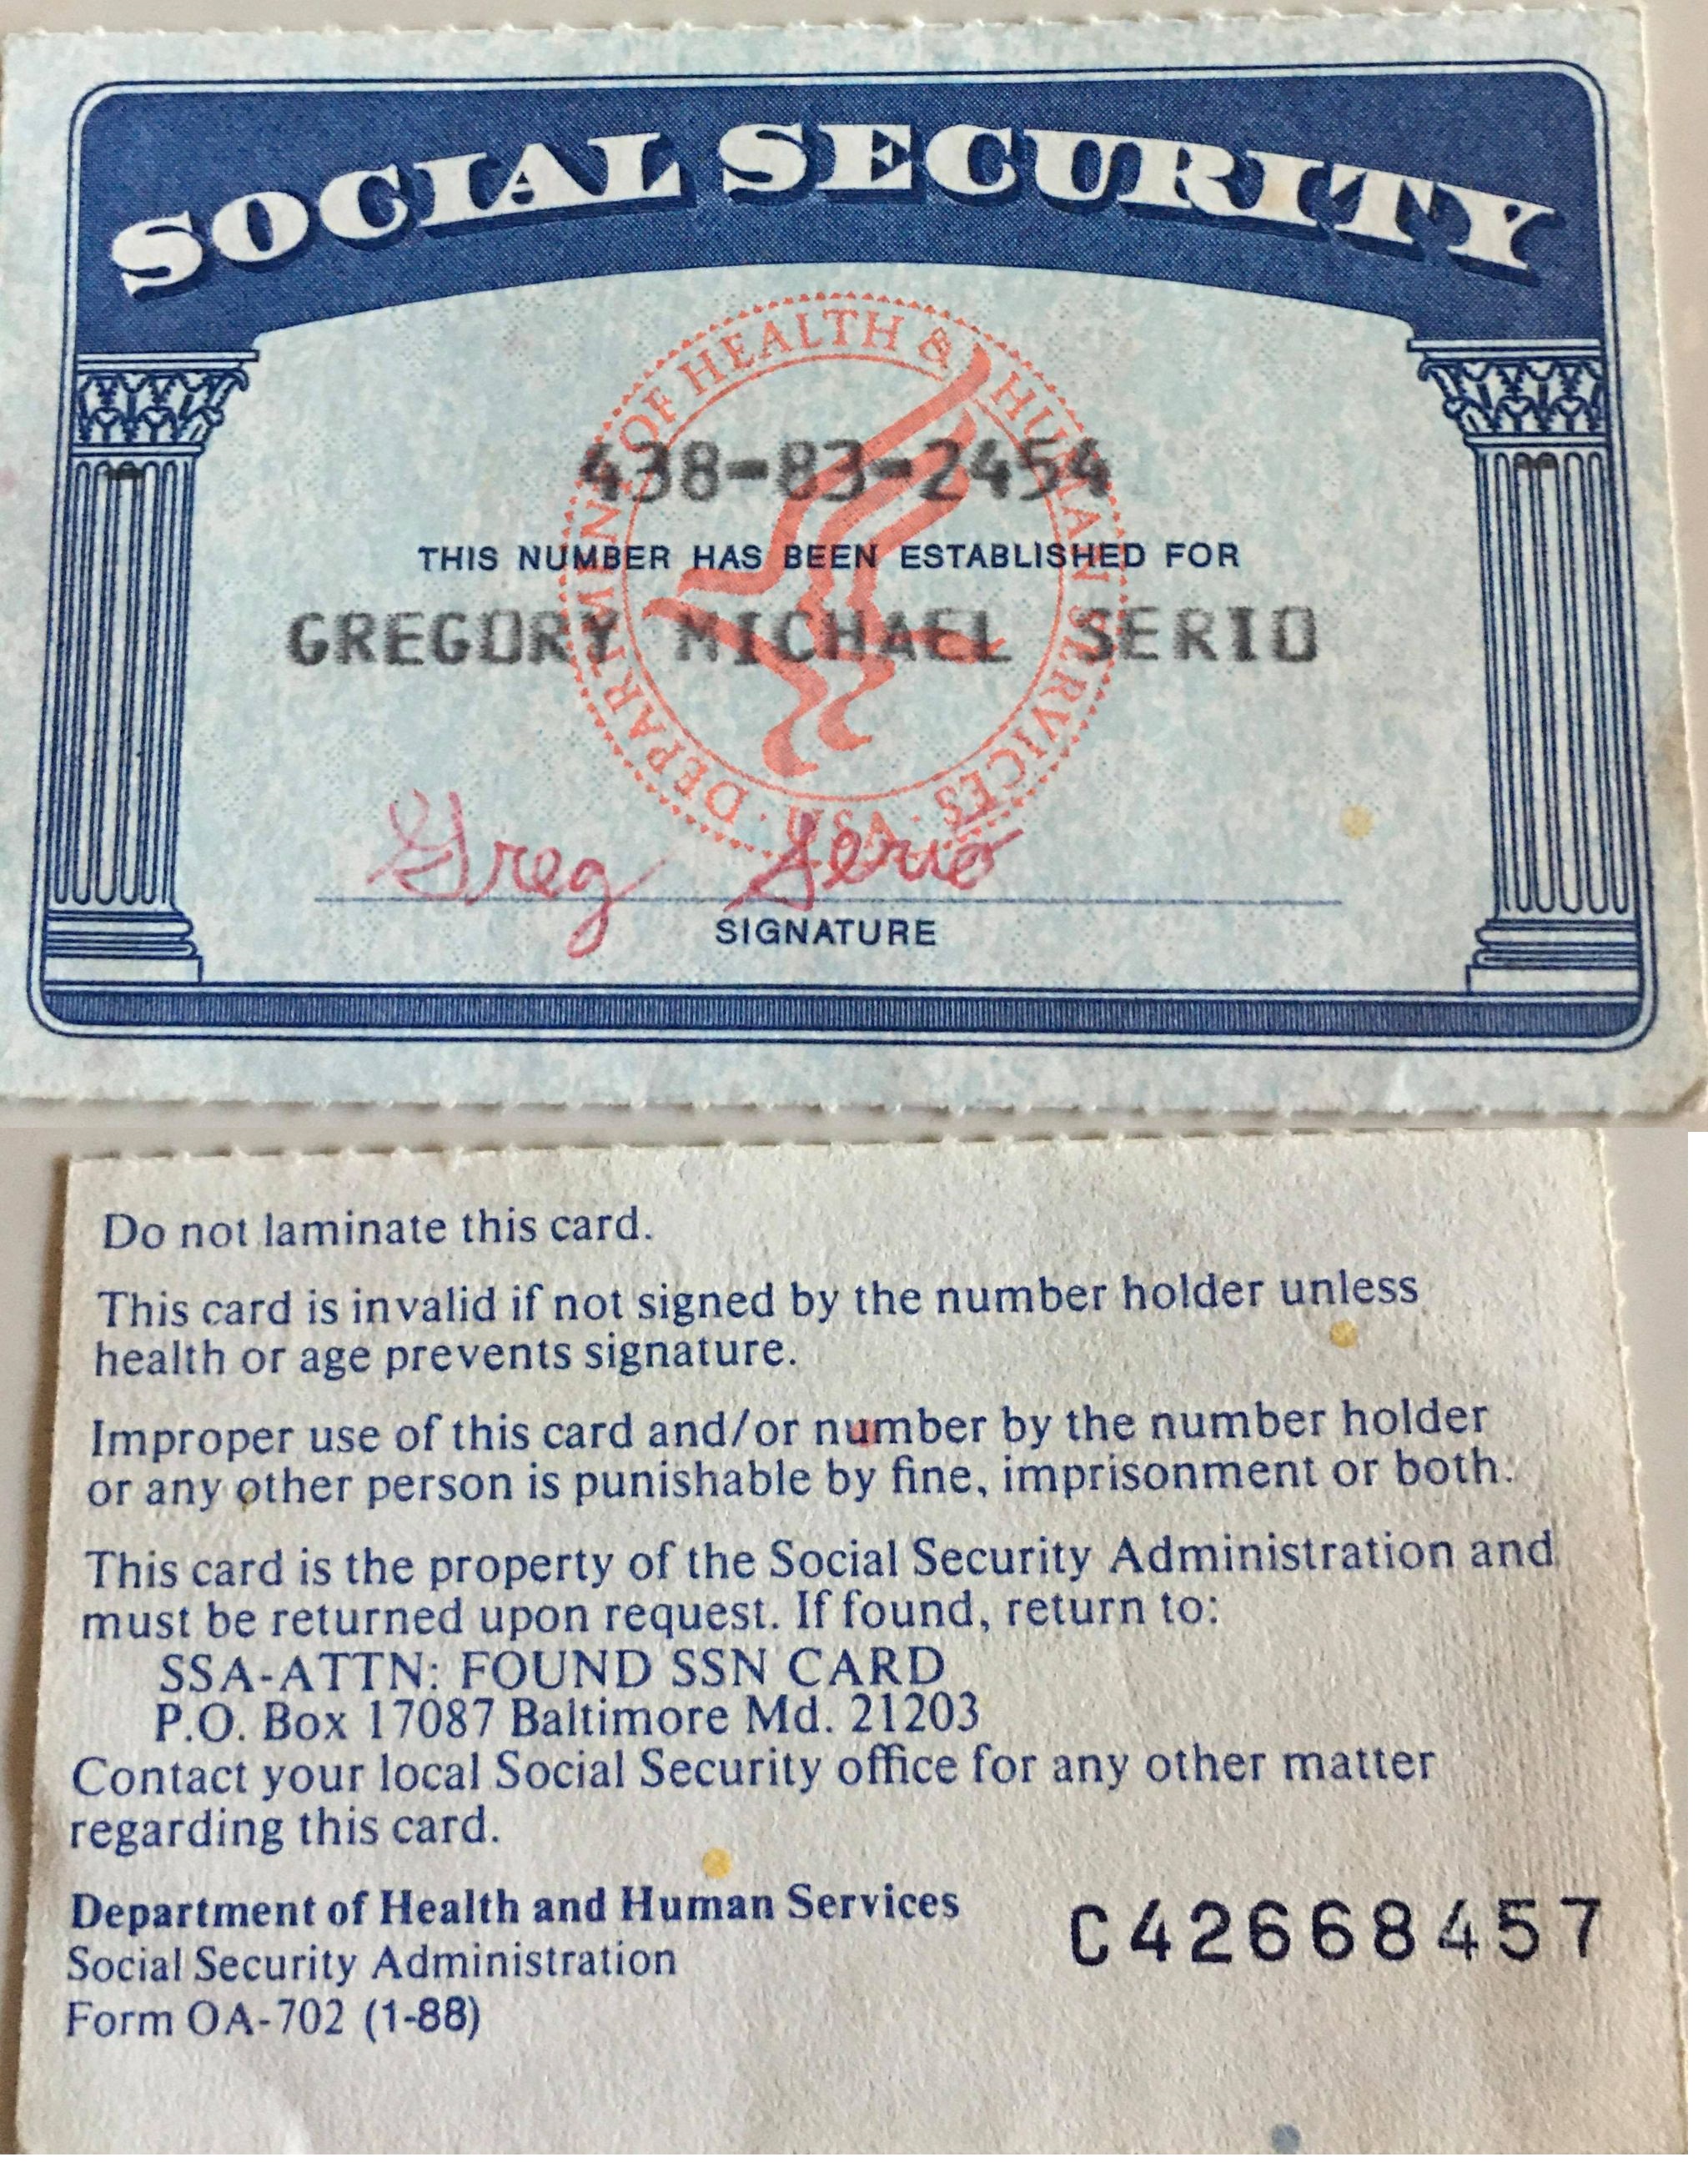 SOCIAL SECURITY
DEPARTMENT OF HEALTH & HUMAN SERVICES · USA ·
438-83-2454
THIS NUMBER HAS BEEN ESTABLISHED FOR
GREGORY MICHAEL SERIO
Greg Serio
SIGNATURE
Do not laminate this card.
This card is invalid if not signed by the number holder unless
health or age prevents signature.
Improper use of this card and/or number by the number holder
or any other person is punishable by fine, imprisonment or both.
This card is the property of the Social Security Administration and
must be returned upon request. If found, return to:
SSA-ATTN: FOUND SSN CARD
P.O. Box 17087 Baltimore Md. 21203
Contact your local Social Security office for any other matter
regarding this card.
Department of Health and Human Services
Social Security Administration
Form OA-702 (1-88)
C42668457